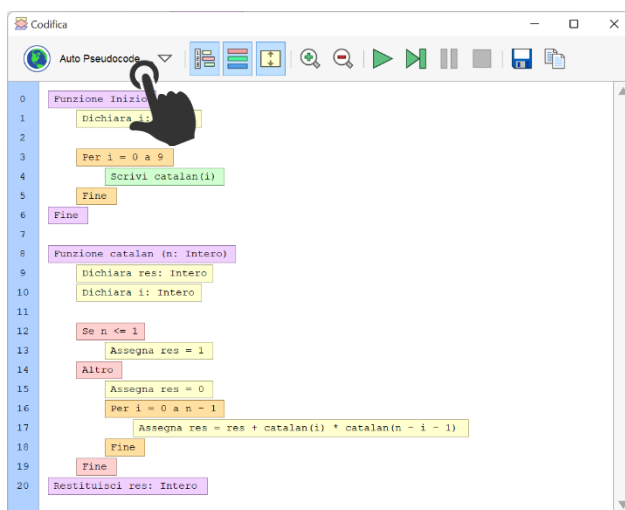 Codifica
Auto Pseudocode
0 Funzione Inizio
1 Dichiara i:
2
3 Per i = 0 a 9
4 Scrivi catalan(i)
5 Fine
6 Fine
7
8 Funzione catalan (n: Intero)
9 Dichiara res: Intero
10 Dichiara i: Intero
11
12 Se n <= 1
13 Assegna res = 1
14 Altro
15 Assegna res = 0
16 Per i = 0 a n - 1
17 Assegna res = res + catalan(i) * catalan(n - i - 1)
18 Fine
19 Fine
20 Restituisci res: Intero